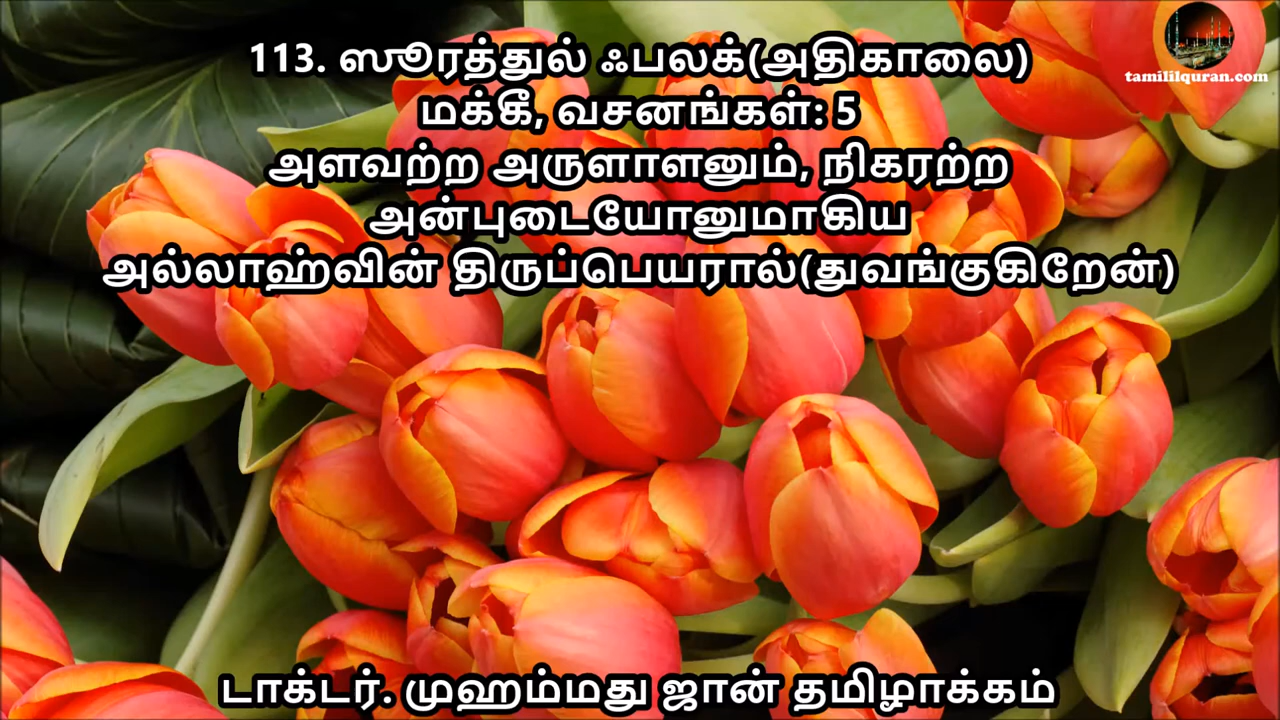 113. ஸூரத்துல் ஃபலக்(அதிகாலை)
மக்கீ, வசனங்கள்: 5
அளவற்ற அருளாளனும், நிகரற்ற
அன்புடையோனுமாகிய
அல்லாஹ்வின் திருப்பெயரால்(துவங்குகிறேன்)
tamililquran.com
டாக்டர். முஹம்மது ஜான் தமிழாக்கம்